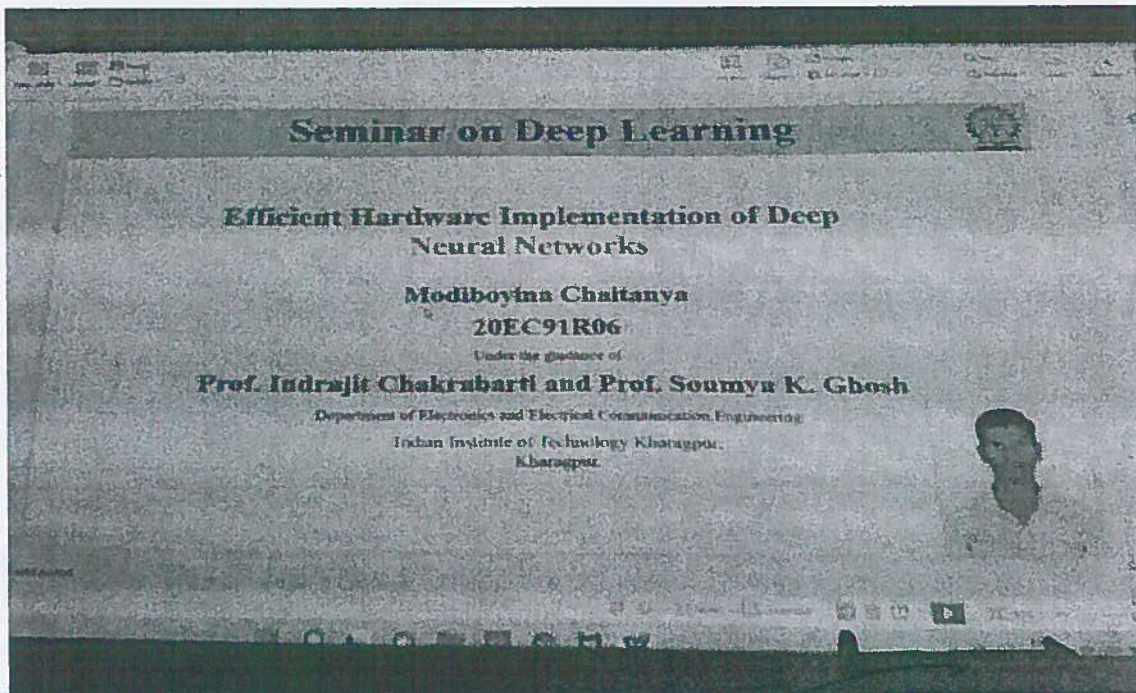 Seminar on Deep Learning
Efficient Hardware Implementation of Deep
Neural Networks
Modiboyina Chaitanya
20EC91R06
Under the guidance of
Prof. Indrajit Chakrabarti and Prof. Soumya K. Ghosh
Department of Electronics and Electrical Communication Engineering
Indian Institute of Technology Kharagpur,
Kharagpur.